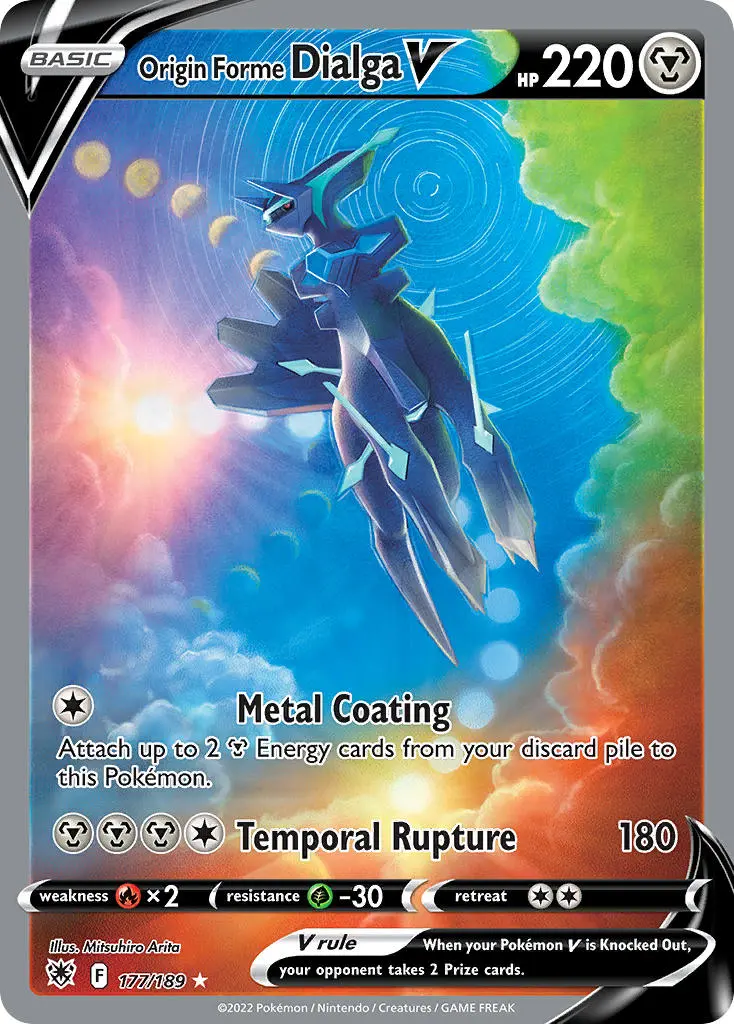 BASIC
Origin Forme Dialga V
HP 220
Metal Coating
Attach up to 2 Energy cards from your discard pile to
this Pokémon.
Temporal Rupture 180
weakness ×2 resistance -30 retreat
Illus. Mitsuhiro Arita
V rule When your Pokémon V is Knocked Out,
your opponent takes 2 Prize cards.
F 177/189
©2022 Pokémon / Nintendo / Creatures / GAME FREAK